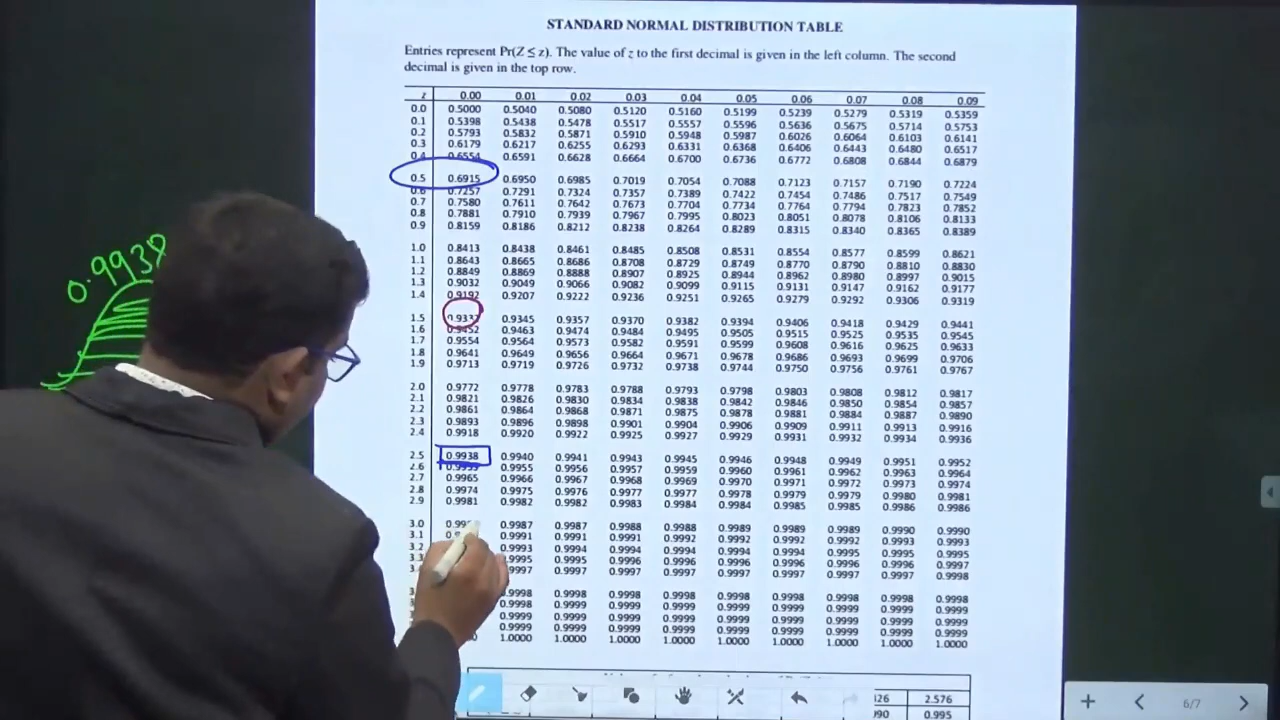 STANDARD NORMAL DISTRIBUTION TABLE
Entries represent Pr(Z ≤ z). The value of z to the first decimal is given in the left column. The second
decimal is given in the top row.
z 0.00 0.01 0.02 0.03 0.04 0.05 0.06 0.07 0.08 0.09
0.0 0.5000 0.5040 0.5080 0.5120 0.5160 0.5199 0.5239 0.5279 0.5319 0.5359
0.1 0.5398 0.5438 0.5478 0.5517 0.5557 0.5596 0.5636 0.5675 0.5714 0.5753
0.2 0.5793 0.5832 0.5871 0.5910 0.5948 0.5987 0.6026 0.6064 0.6103 0.6141
0.3 0.6179 0.6217 0.6255 0.6293 0.6331 0.6368 0.6406 0.6443 0.6480 0.6517
0.4 0.6554 0.6591 0.6628 0.6664 0.6700 0.6736 0.6772 0.6808 0.6844 0.6879
0.5 0.6915 0.6950 0.6985 0.7019 0.7054 0.7088 0.7123 0.7157 0.7190 0.7224
0.6 0.7257 0.7291 0.7324 0.7357 0.7389 0.7422 0.7454 0.7486 0.7517 0.7549
0.7 0.7580 0.7611 0.7642 0.7673 0.7704 0.7734 0.7764 0.7794 0.7823 0.7852
0.8 0.7881 0.7910 0.7939 0.7967 0.7995 0.8023 0.8051 0.8078 0.8106 0.8133
0.9 0.8159 0.8186 0.8212 0.8238 0.8264 0.8289 0.8315 0.8340 0.8365 0.8389
1.0 0.8413 0.8438 0.8461 0.8485 0.8508 0.8531 0.8554 0.8577 0.8599 0.8621
1.1 0.8643 0.8665 0.8686 0.8708 0.8729 0.8749 0.8770 0.8790 0.8810 0.8830
1.2 0.8849 0.8869 0.8888 0.8907 0.8925 0.8944 0.8962 0.8980 0.8997 0.9015
1.3 0.9032 0.9049 0.9066 0.9082 0.9099 0.9115 0.9131 0.9147 0.9162 0.9177
1.4 0.9192 0.9207 0.9222 0.9236 0.9251 0.9265 0.9279 0.9292 0.9306 0.9319
1.5 0.9332 0.9345 0.9357 0.9370 0.9382 0.9394 0.9406 0.9418 0.9429 0.9441
1.6 0.9452 0.9463 0.9474 0.9484 0.9495 0.9505 0.9515 0.9525 0.9535 0.9545
1.7 0.9554 0.9564 0.9573 0.9582 0.9591 0.9599 0.9608 0.9616 0.9625 0.9633
1.8 0.9641 0.9649 0.9656 0.9664 0.9671 0.9678 0.9686 0.9693 0.9699 0.9706
1.9 0.9713 0.9719 0.9726 0.9732 0.9738 0.9744 0.9750 0.9756 0.9761 0.9767
2.0 0.9772 0.9778 0.9783 0.9788 0.9793 0.9798 0.9803 0.9808 0.9812 0.9817
2.1 0.9821 0.9826 0.9830 0.9834 0.9838 0.9842 0.9846 0.9850 0.9854 0.9857
2.2 0.9861 0.9864 0.9868 0.9871 0.9875 0.9878 0.9881 0.9884 0.9887 0.9890
2.3 0.9893 0.9896 0.9898 0.9901 0.9904 0.9906 0.9909 0.9911 0.9913 0.9916
2.4 0.9918 0.9920 0.9922 0.9925 0.9927 0.9929 0.9931 0.9932 0.9934 0.9936
2.5 0.9938 0.9940 0.9941 0.9943 0.9945 0.9946 0.9948 0.9949 0.9951 0.9952
2.6 0.9955 0.9956 0.9957 0.9959 0.9960 0.9961 0.9962 0.9963 0.9964
2.7 0.9965 0.9966 0.9967 0.9968 0.9969 0.9970 0.9971 0.9972 0.9973 0.9974
2.8 0.9974 0.9975 0.9976 0.9977 0.9977 0.9978 0.9979 0.9979 0.9980 0.9981
2.9 0.9981 0.9982 0.9982 0.9983 0.9984 0.9984 0.9985 0.9985 0.9986 0.9986
3.0 0.9987 0.9987 0.9988 0.9988 0.9989 0.9989 0.9989 0.9990 0.9990
3.1 0.9991 0.9991 0.9991 0.9992 0.9992 0.9992 0.9992 0.9993 0.9993
3.2 0.9993 0.9994 0.9994 0.9994 0.9994 0.9994 0.9995 0.9995 0.9995
0.9995 0.9996 0.9996 0.9996 0.9996 0.9996 0.9997
0.9997 0.9997 0.9997 0.9997 0.9997 0.9997 0.9997 0.9998
0.9998 0.9998 0.9998 0.9998 0.9998 0.9998 0.9998 0.9998
0.9998 0.9999 0.9999 0.9999 0.9999 0.9999 0.9999 0.9999 0.9999
0.9999 0.9999 0.9999 0.9999 0.9999 0.9999 0.9999 0.9999 0.9999
0.9999 0.9999 0.9999 0.9999 0.9999 0.9999 0.9999 0.9999 0.9999
1.0000 1.0000 1.0000 1.0000 1.0000 1.0000 1.0000 1.0000 1.0000
2.576
0.995
0.9938
6/7